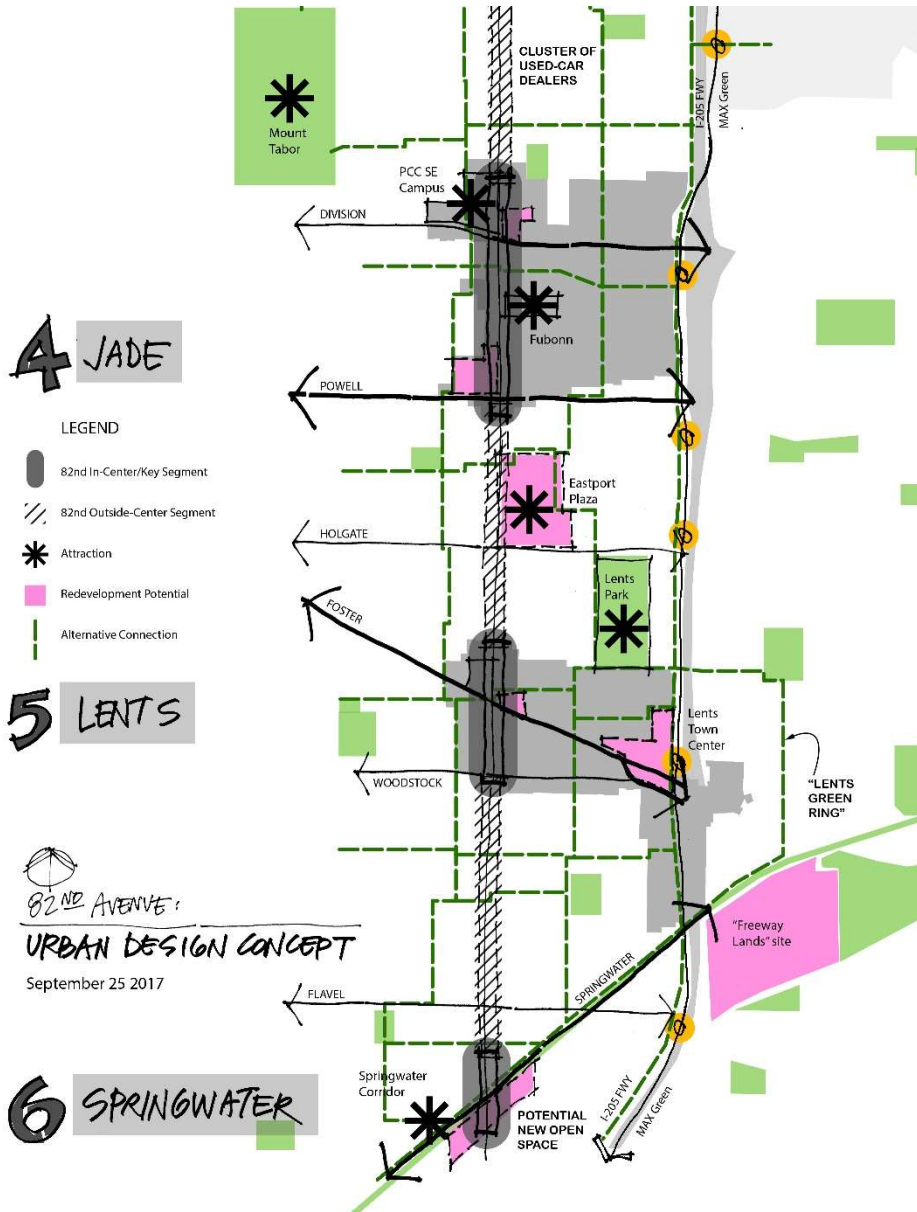 CLUSTER OF
USED-CAR
DEALERS
I-205 FWY
MAX Green
Mount
Tabor
PCC SE
Campus
DIVISION
Fubonn
4 JADE
POWELL
LEGEND
82nd In-Center/Key Segment
82nd Outside-Center Segment
Attraction
Redevelopment Potential
Alternative Connection
Eastport
Plaza
HOLGATE
Lents
Park
FOSTER
5 LENTS
Lents
Town
Center
WOODSTOCK
"LENTS
GREEN
RING"
82ND AVENUE:
URBAN DESIGN CONCEPT
September 25 2017
"Freeway
Lands" site
SPRINGWATER
FLAVEL
6 SPRINGWATER
Springwater
Corridor
POTENTIAL
NEW OPEN
SPACE
I-205 FWY
MAX Green